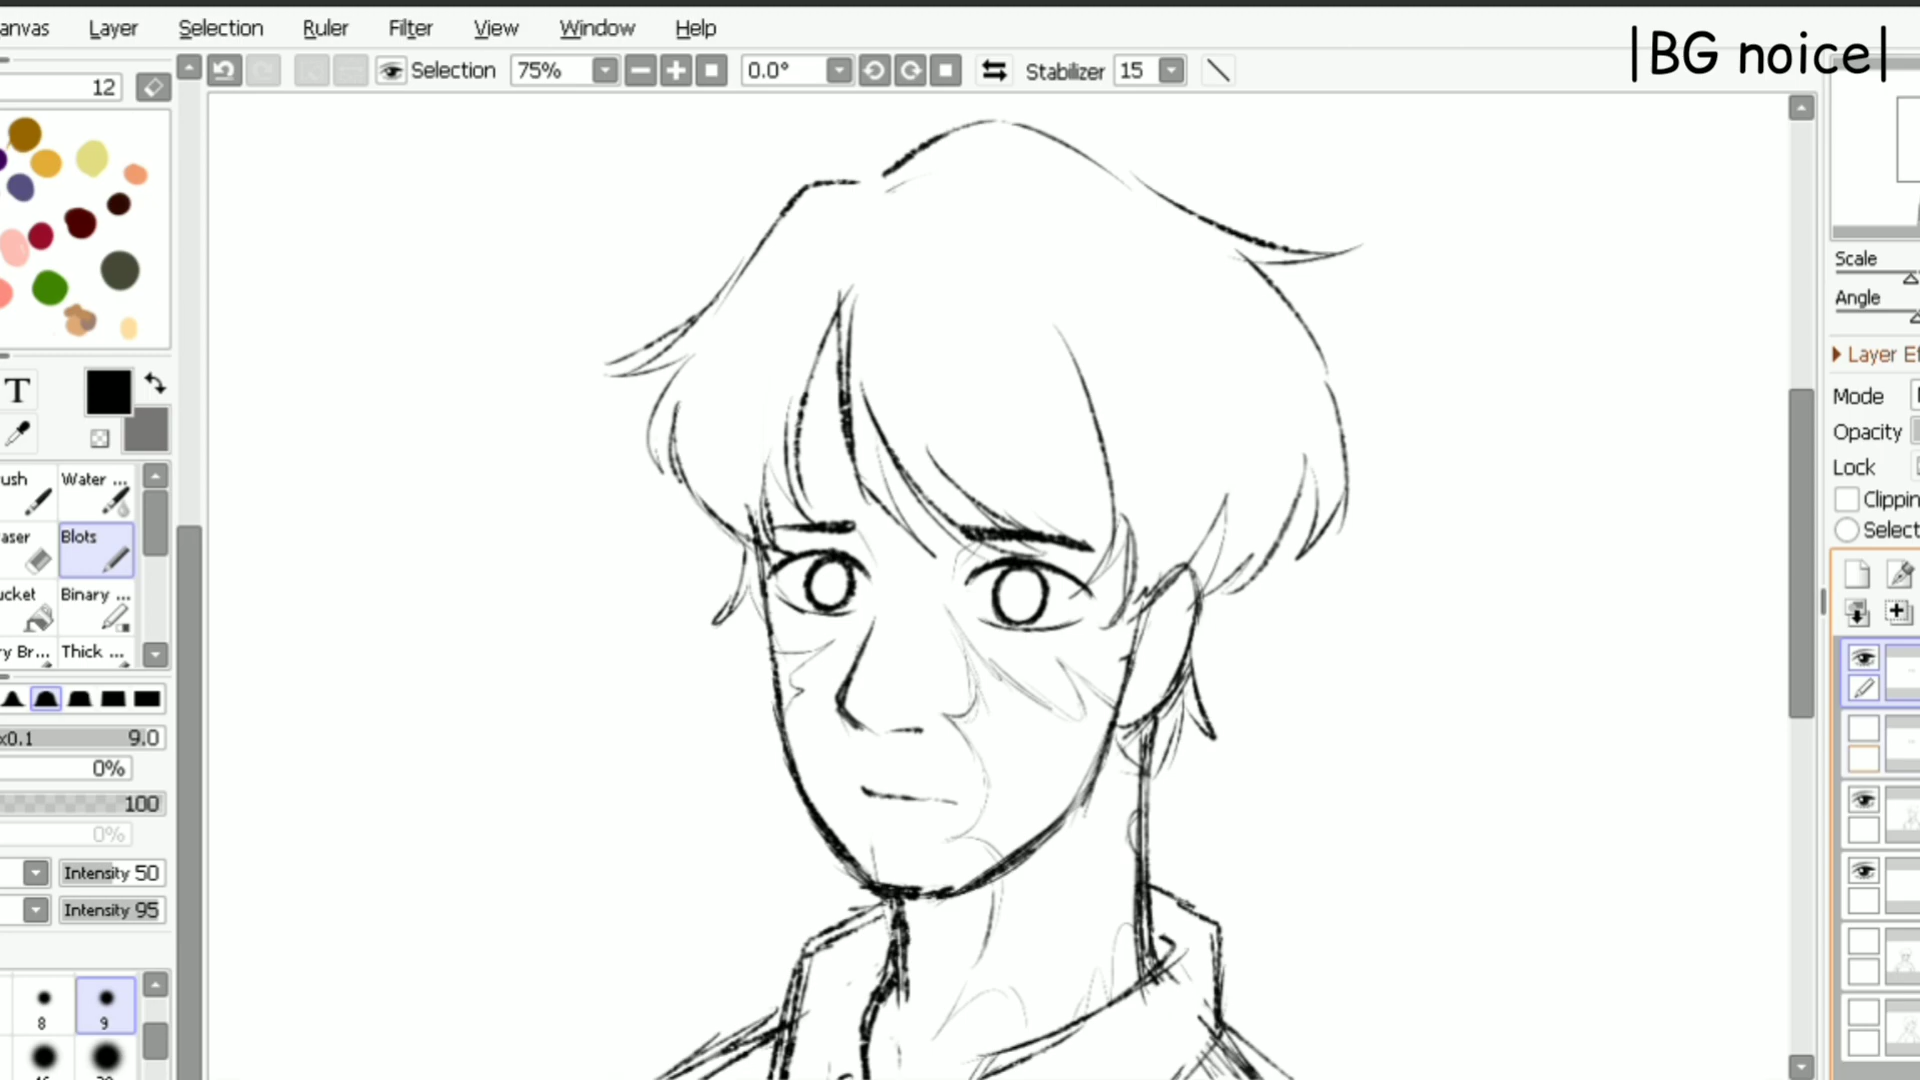 anvas Layer Selection Ruler Filter View Window Help
|BG noice|
12
Selection 75% 0.0° Stabilizer 15
Scale
Angle
Layer Ef
Mode
Opacity
Lock
Clippin
Select
T
ush Water ...
aser Blots
ucket Binary ...
ry Br... Thick ...
x0.1 9.0
0%
100
0%
Intensity 50
Intensity 95
8 9